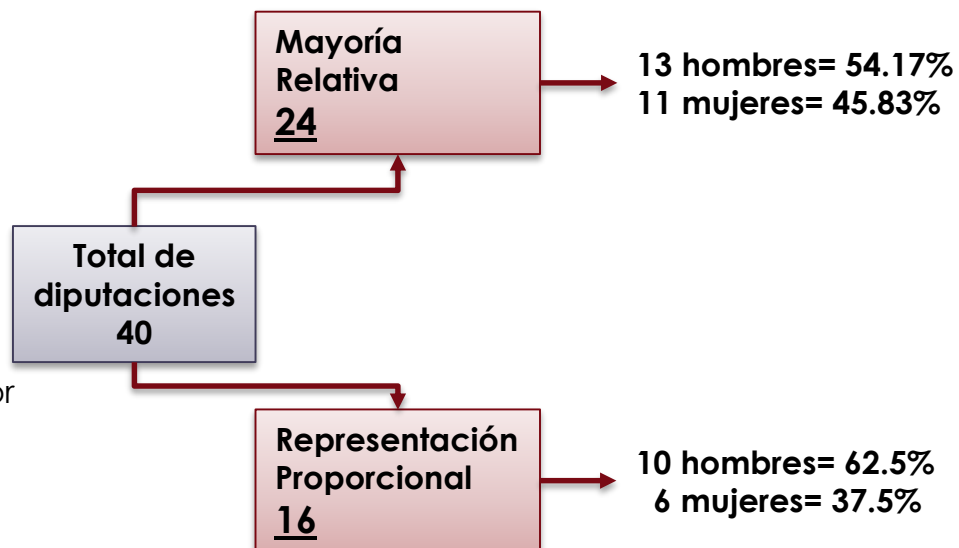 Mayoría
Relativa
24
13 hombres= 54.17%
11 mujeres= 45.83%
Total de
diputaciones
40
or
Representación
Proporcional
16
10 hombres= 62.5%
6 mujeres= 37.5%